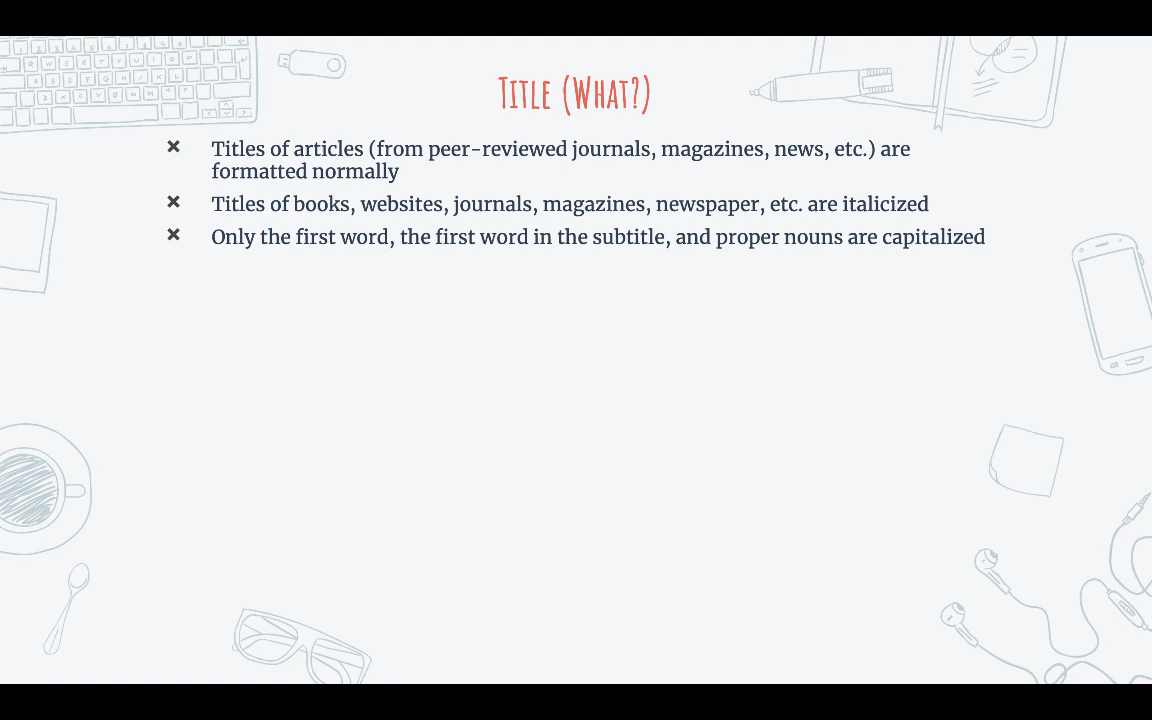 Title (What?)
✖ Titles of articles (from peer-reviewed journals, magazines, news, etc.) are
formatted normally
✖ Titles of books, websites, journals, magazines, newspaper, etc. are italicized
✖ Only the first word, the first word in the subtitle, and proper nouns are capitalized